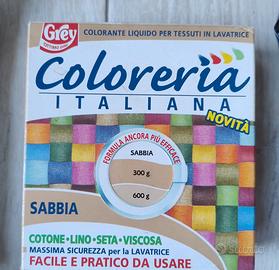 Grey
COLORANTE LIQUIDO PER TESSUTI IN LAVATRICE
Coloreria
ITALIANA
NOVITÀ
FORMULA ANCORA PIÙ EFFICACE
SABBIA
300 g
600 g
SABBIA
COTONE•LINO•SETA•VISCOSA
MASSIMA SICUREZZA per la LAVATRICE
FACILE E PRATICO DA USARE